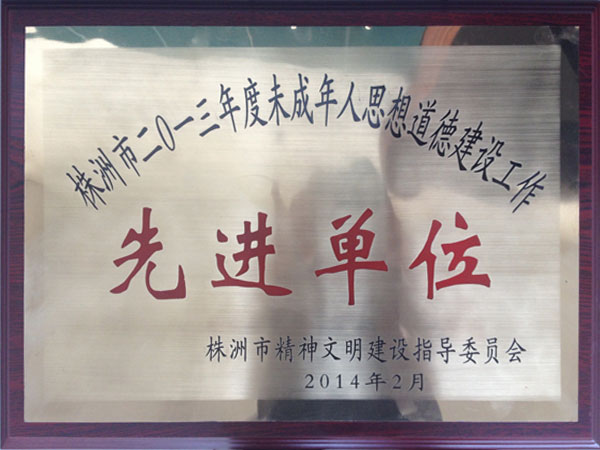 株洲市二〇一三年度未成年人思想道德建设工作
先进单位
株洲市精神文明建设指导委员会
2014年2月